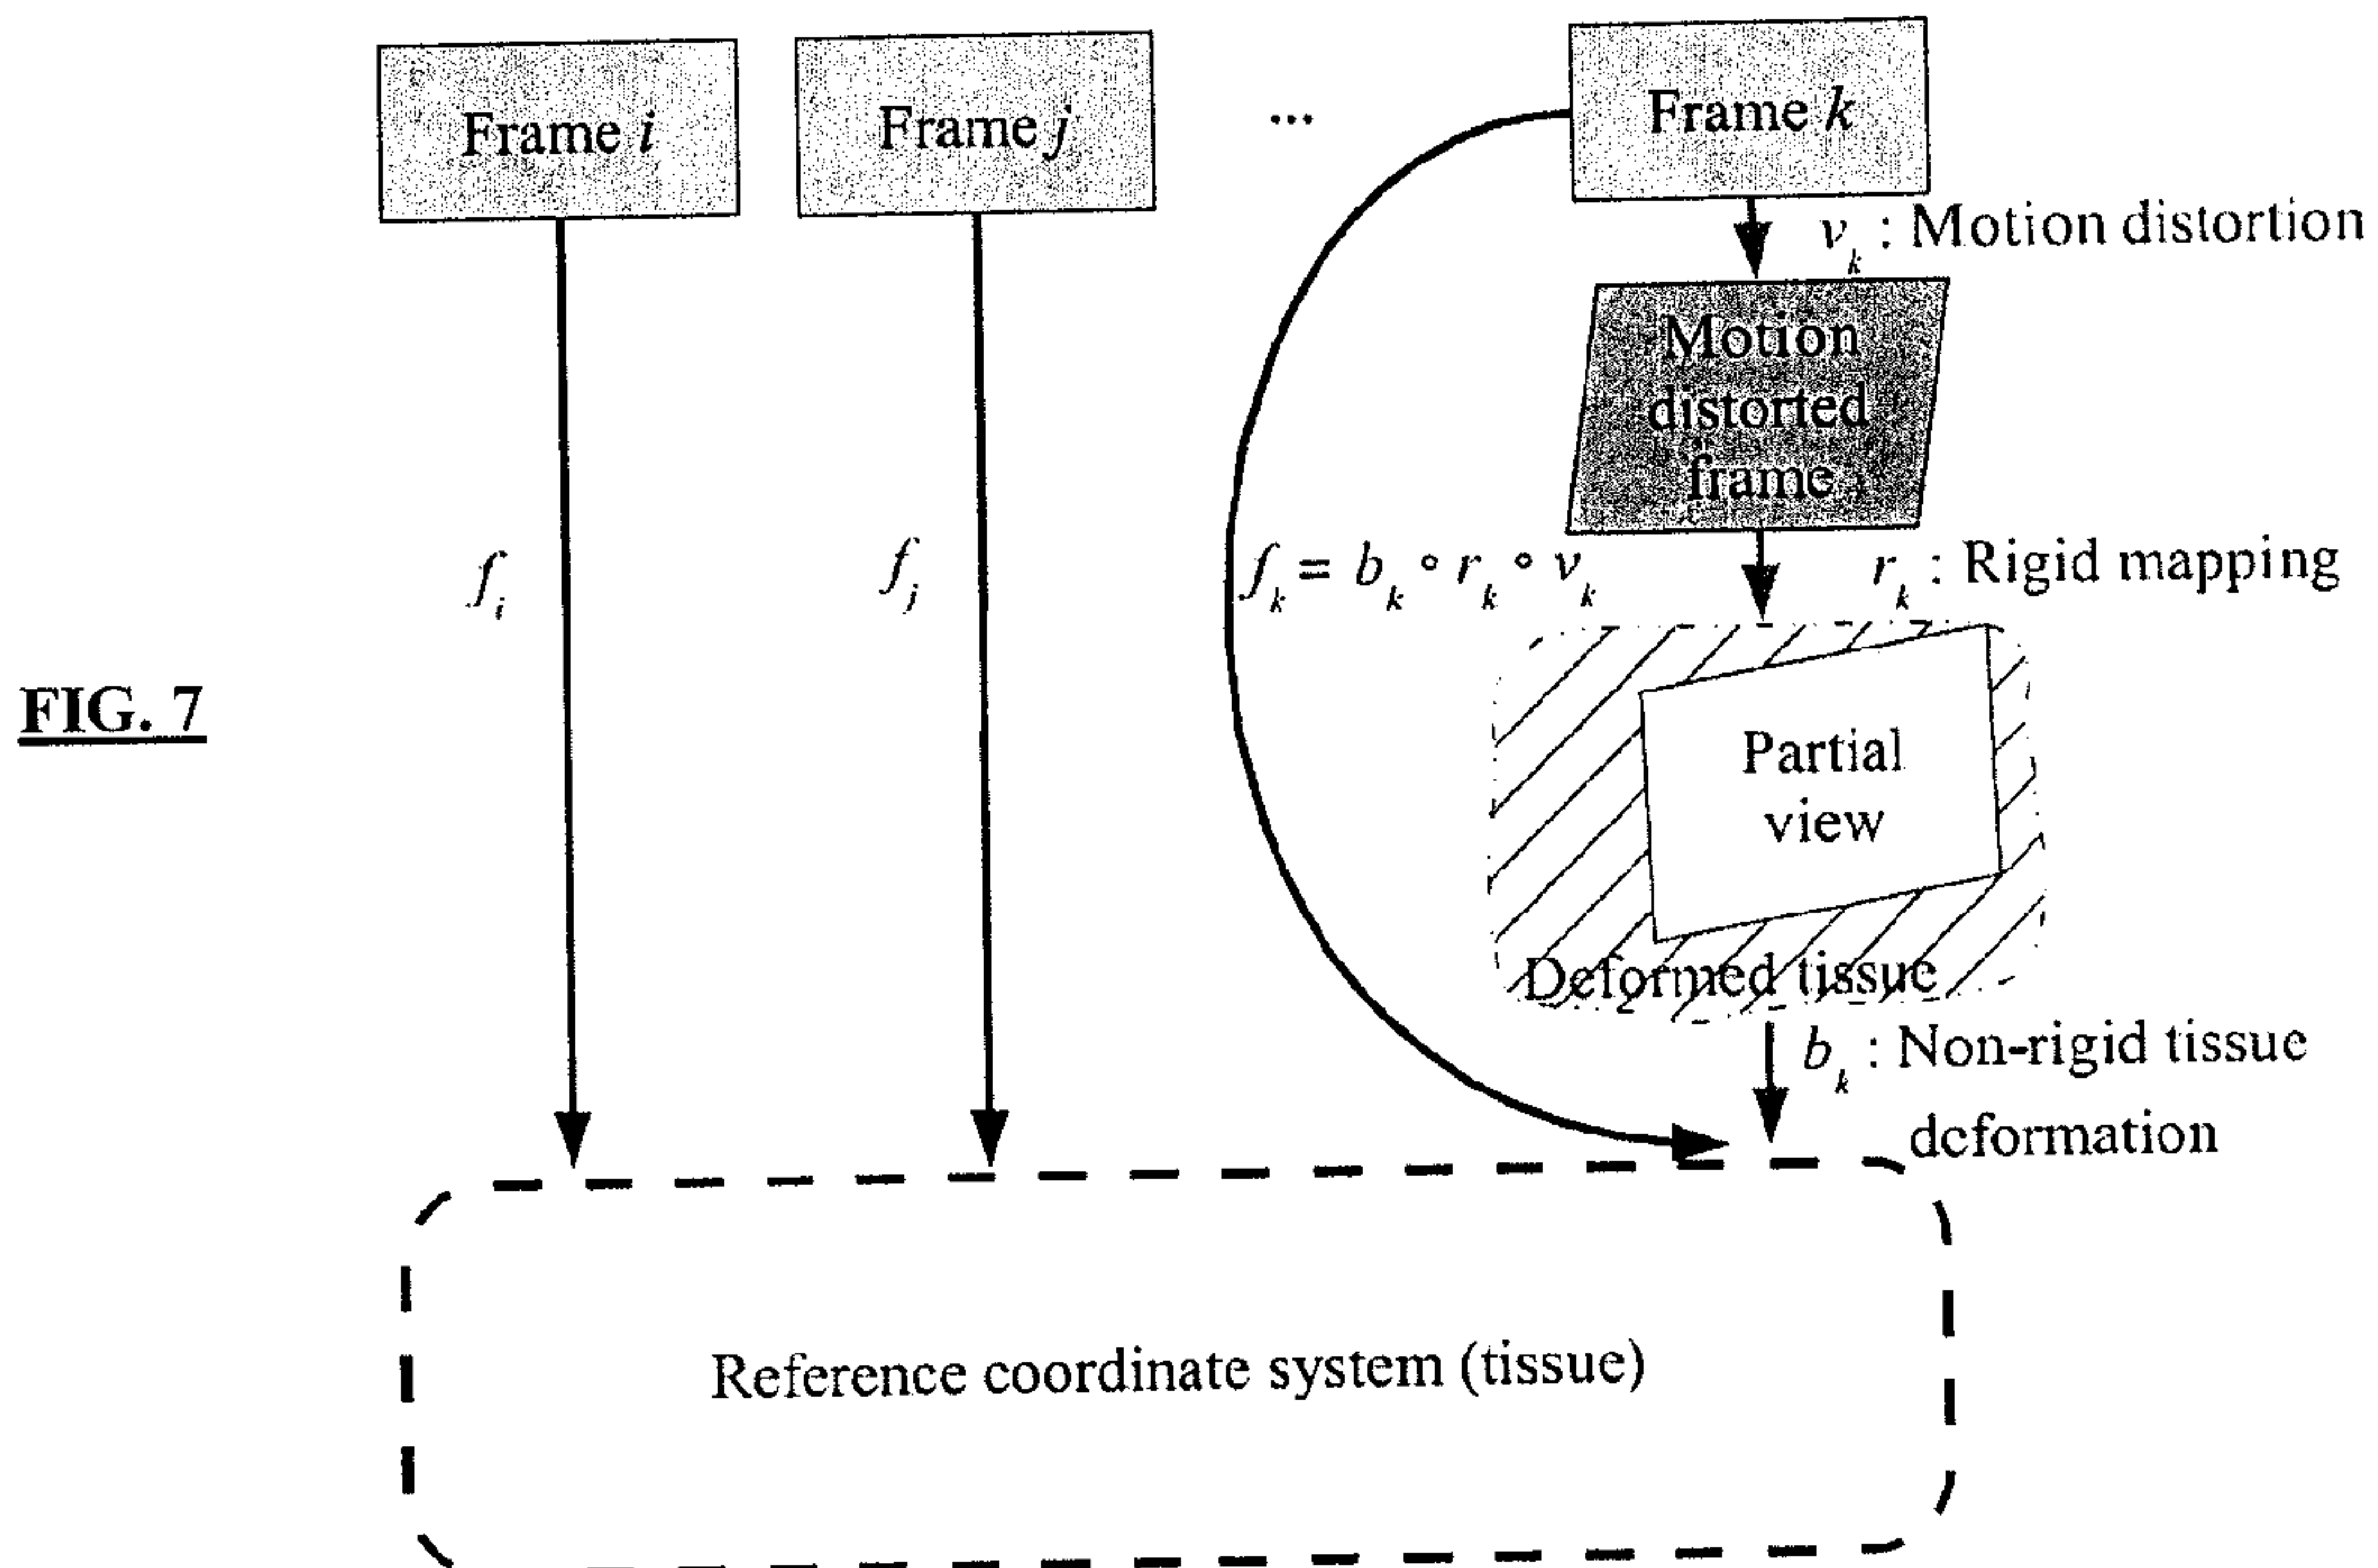 Frame i
Frame j
...
Frame k
v_k : Motion distortion
Motion
distorted
frame
f_i
f_j
f_k = b_k ∘ r_k ∘ v_k
r_k : Rigid mapping
FIG. 7
Partial
view
Deformed tissue
b_k : Non-rigid tissue
deformation
Reference coordinate system (tissue)